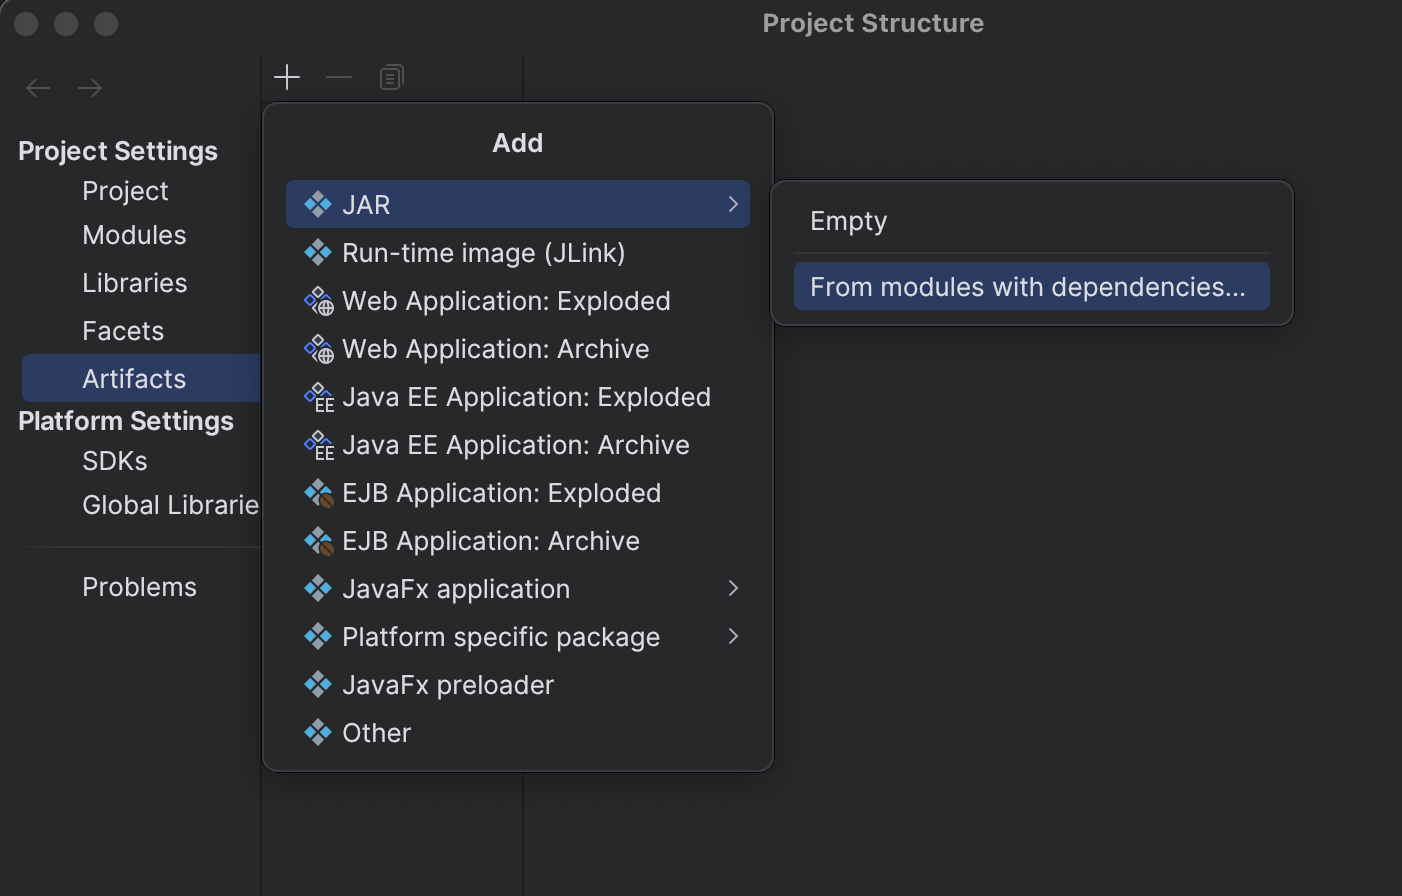 Project Structure
Project Settings
Project
Modules
Libraries
Facets
Artifacts
Platform Settings
SDKs
Global Librarie
Problems
Add
JAR
Run-time image (JLink)
Web Application: Exploded
Web Application: Archive
EE Java EE Application: Exploded
EE Java EE Application: Archive
EJB Application: Exploded
EJB Application: Archive
JavaFx application
Platform specific package
JavaFx preloader
Other
Empty
From modules with dependencies...